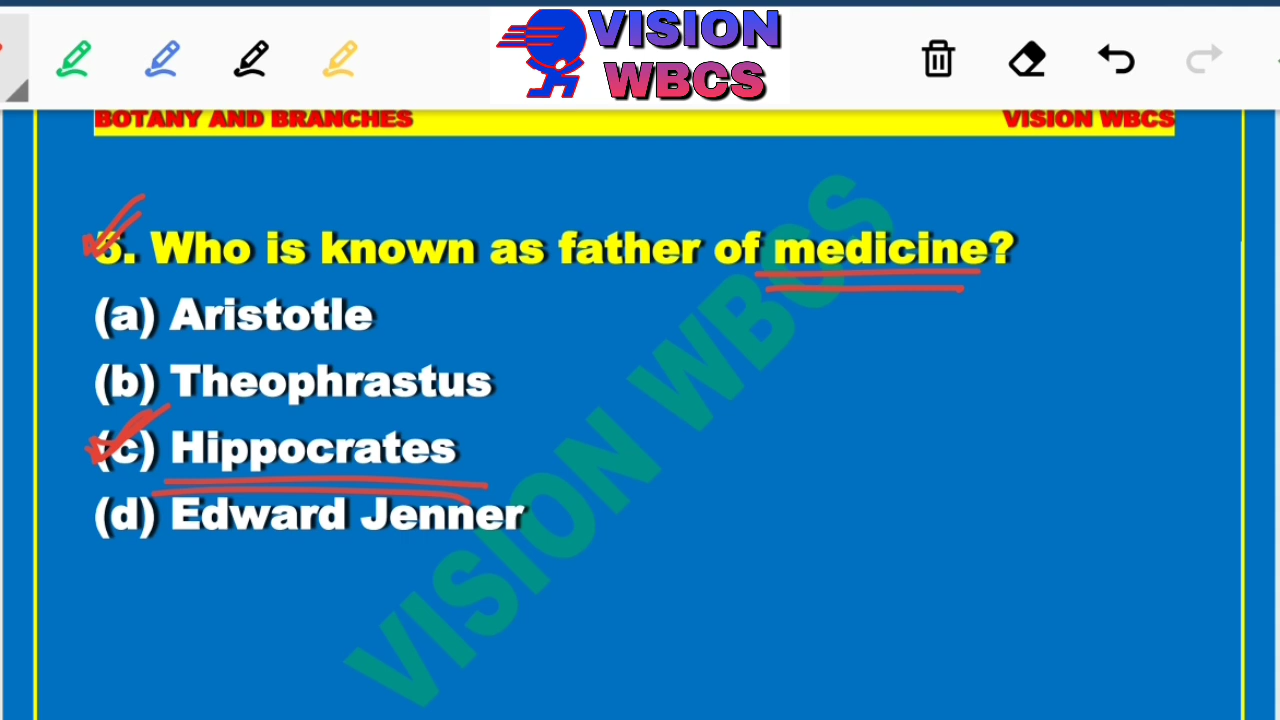 VISION
WBCS
BOTANY AND BRANCHES VISION WBCS
6. Who is known as father of medicine?
(a) Aristotle
(b) Theophrastus
(c) Hippocrates
(d) Edward Jenner
VISION WBCS